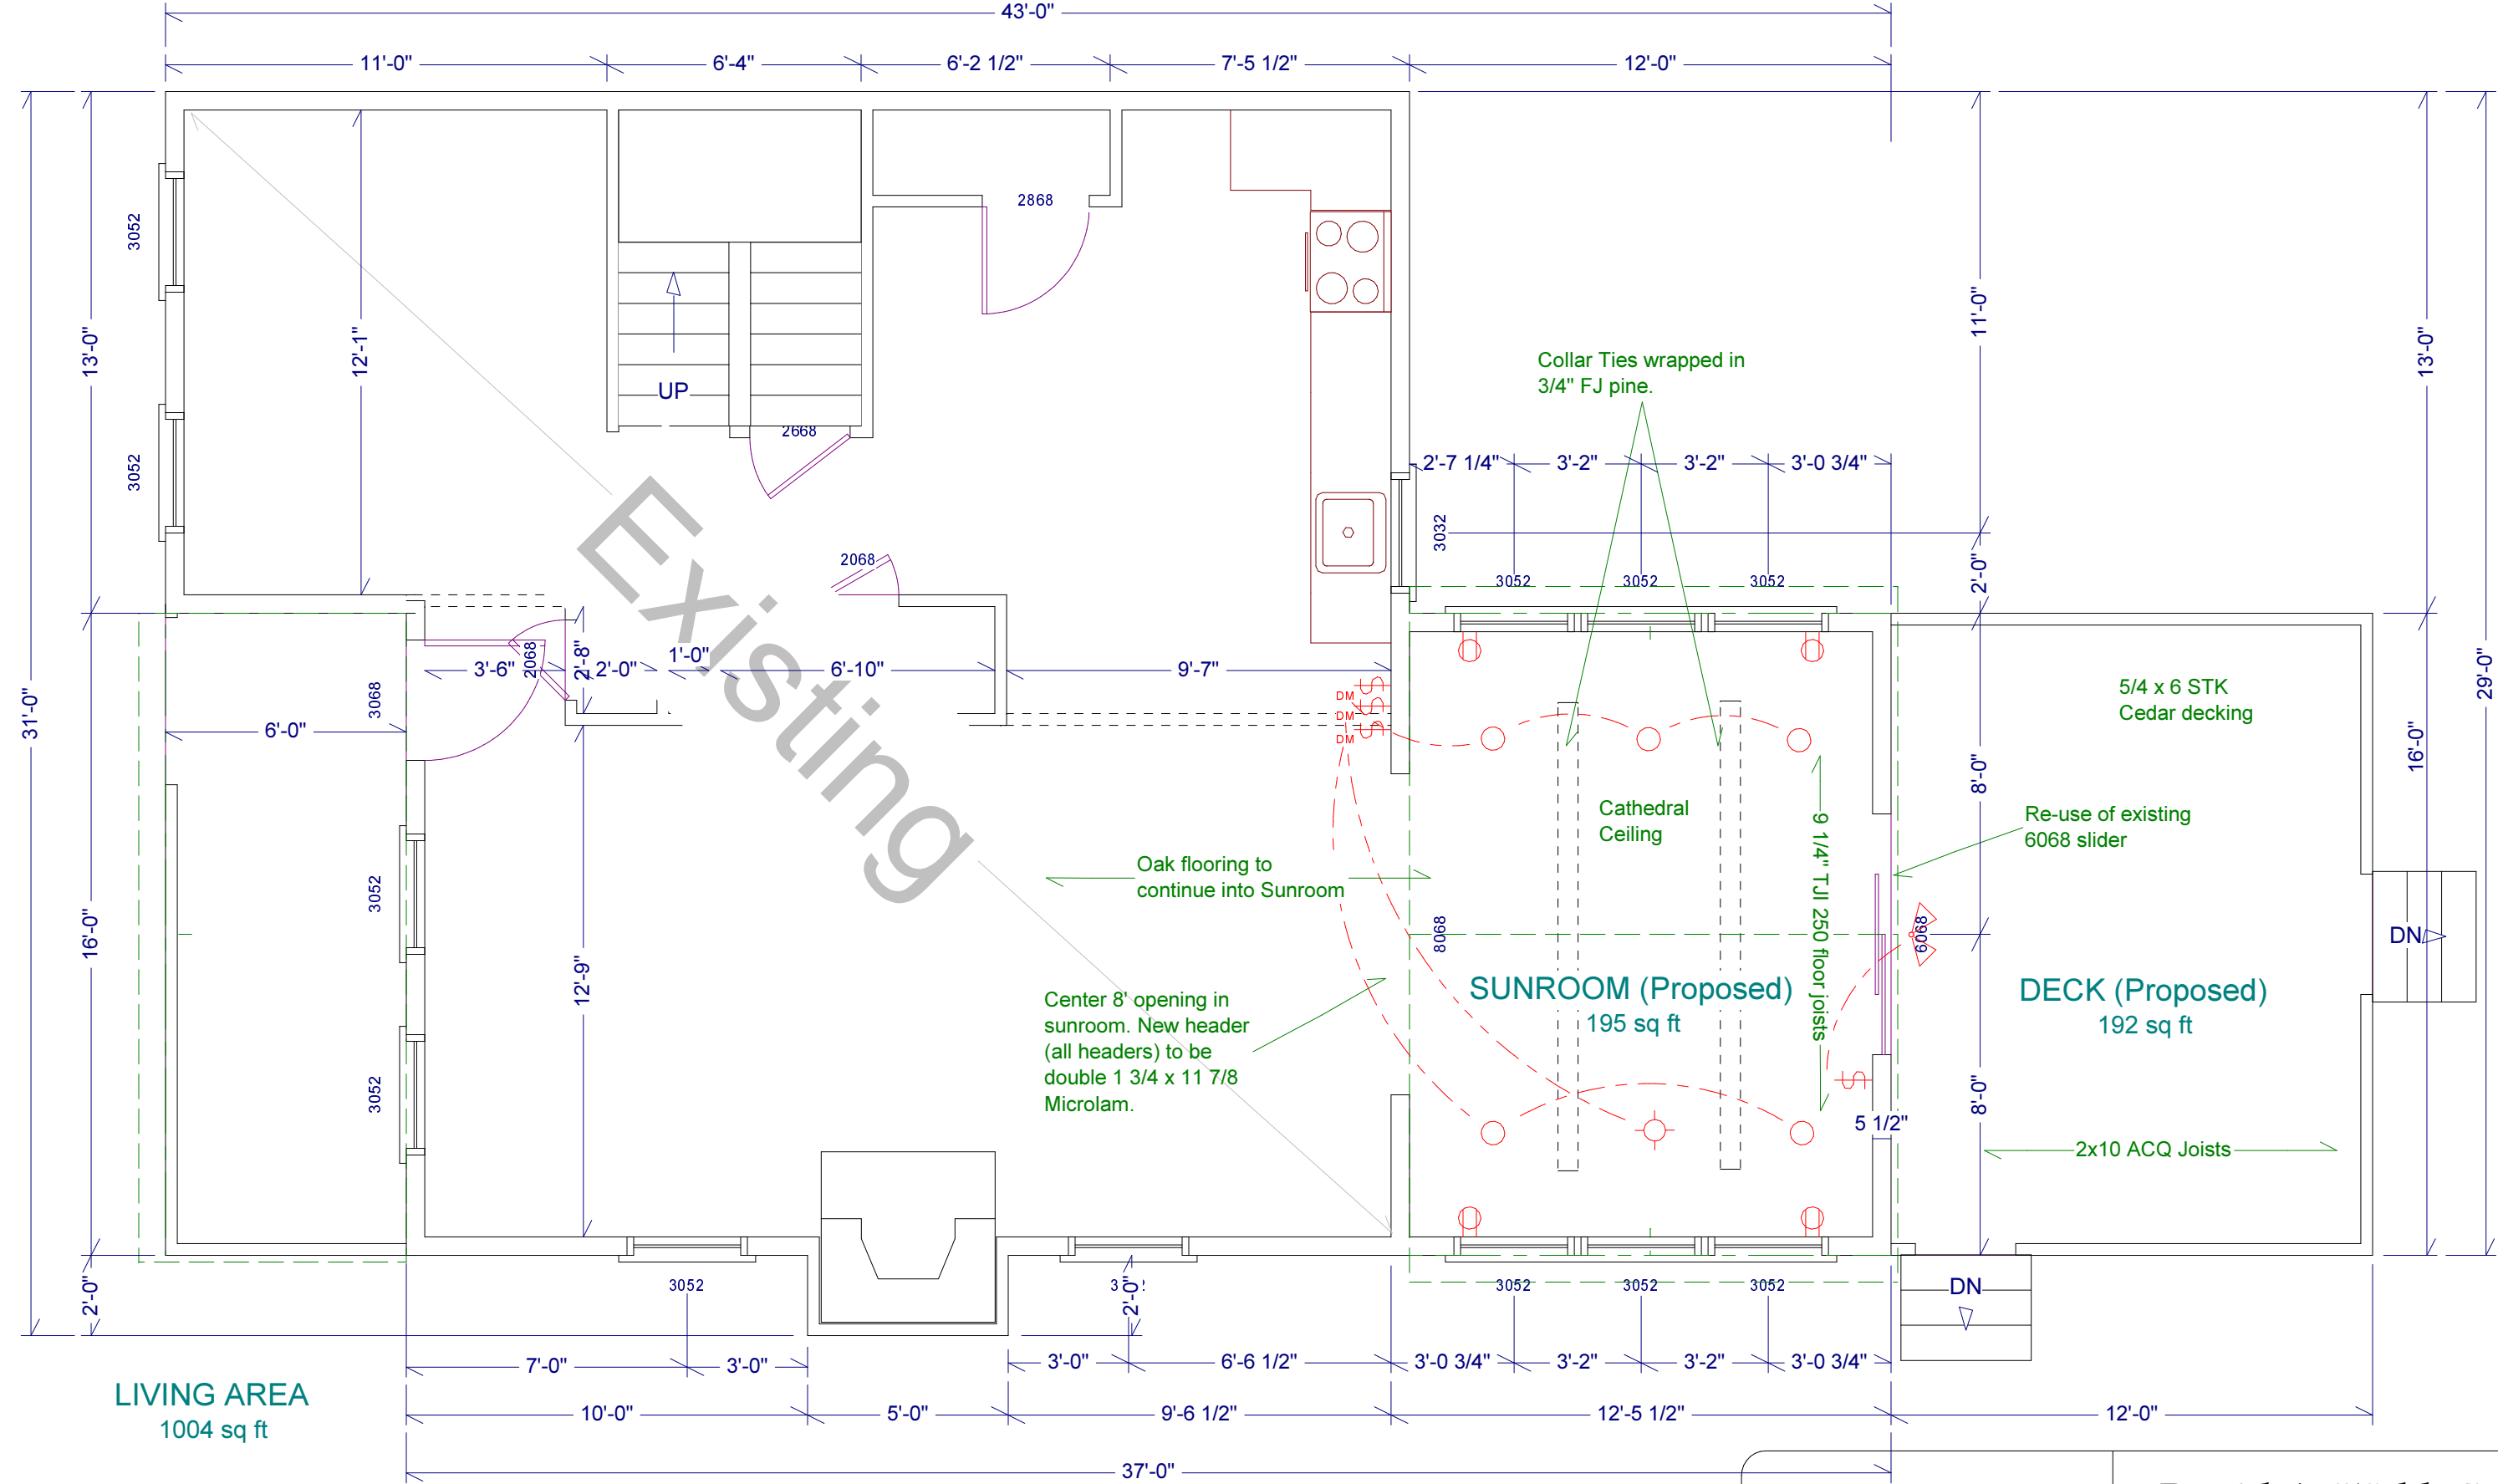 43'-0"
11'-0" 6'-4" 6'-2 1/2" 7'-5 1/2" 12'-0"
2868
3052
11'-0"
13'-0"
12'-1"
13'-0"
Collar Ties wrapped in
3/4" FJ pine.
UP
2668
2'-7 1/4" 3'-2" 3'-2" 3'-0 3/4"
3052
3032
Existing
2068
3052 3052 3052
2'-0"
3'-6" 2068 2'-8" 2'-0" 1'-0" 6'-10" 9'-7"
29'-0"
5/4 x 6 STK
Cedar decking
3068
DM
DM
DM
31'-0"
6'-0"
16'-0"
8'-0"
Cathedral
Ceiling
Re-use of existing
6068 slider
Oak flooring to
continue into Sunroom
9 1/4" TJI 250 floor joists
3052
16'-0"
8068
6068
DN
12'-9"
SUNROOM (Proposed)
195 sq ft
DECK (Proposed)
192 sq ft
Center 8' opening in
sunroom. New header
(all headers) to be
double 1 3/4 x 11 7/8
Microlam.
3052
8'-0"
5 1/2"
2x10 ACQ Joists
2'-0"
3052
2'-0"
3052 3052 3052
DN
7'-0" 3'-0" 3'-0" 6'-6 1/2" 3'-0 3/4" 3'-2" 3'-2" 3'-0 3/4"
LIVING AREA
1004 sq ft
10'-0" 5'-0" 9'-6 1/2" 12'-5 1/2" 12'-0"
37'-0"